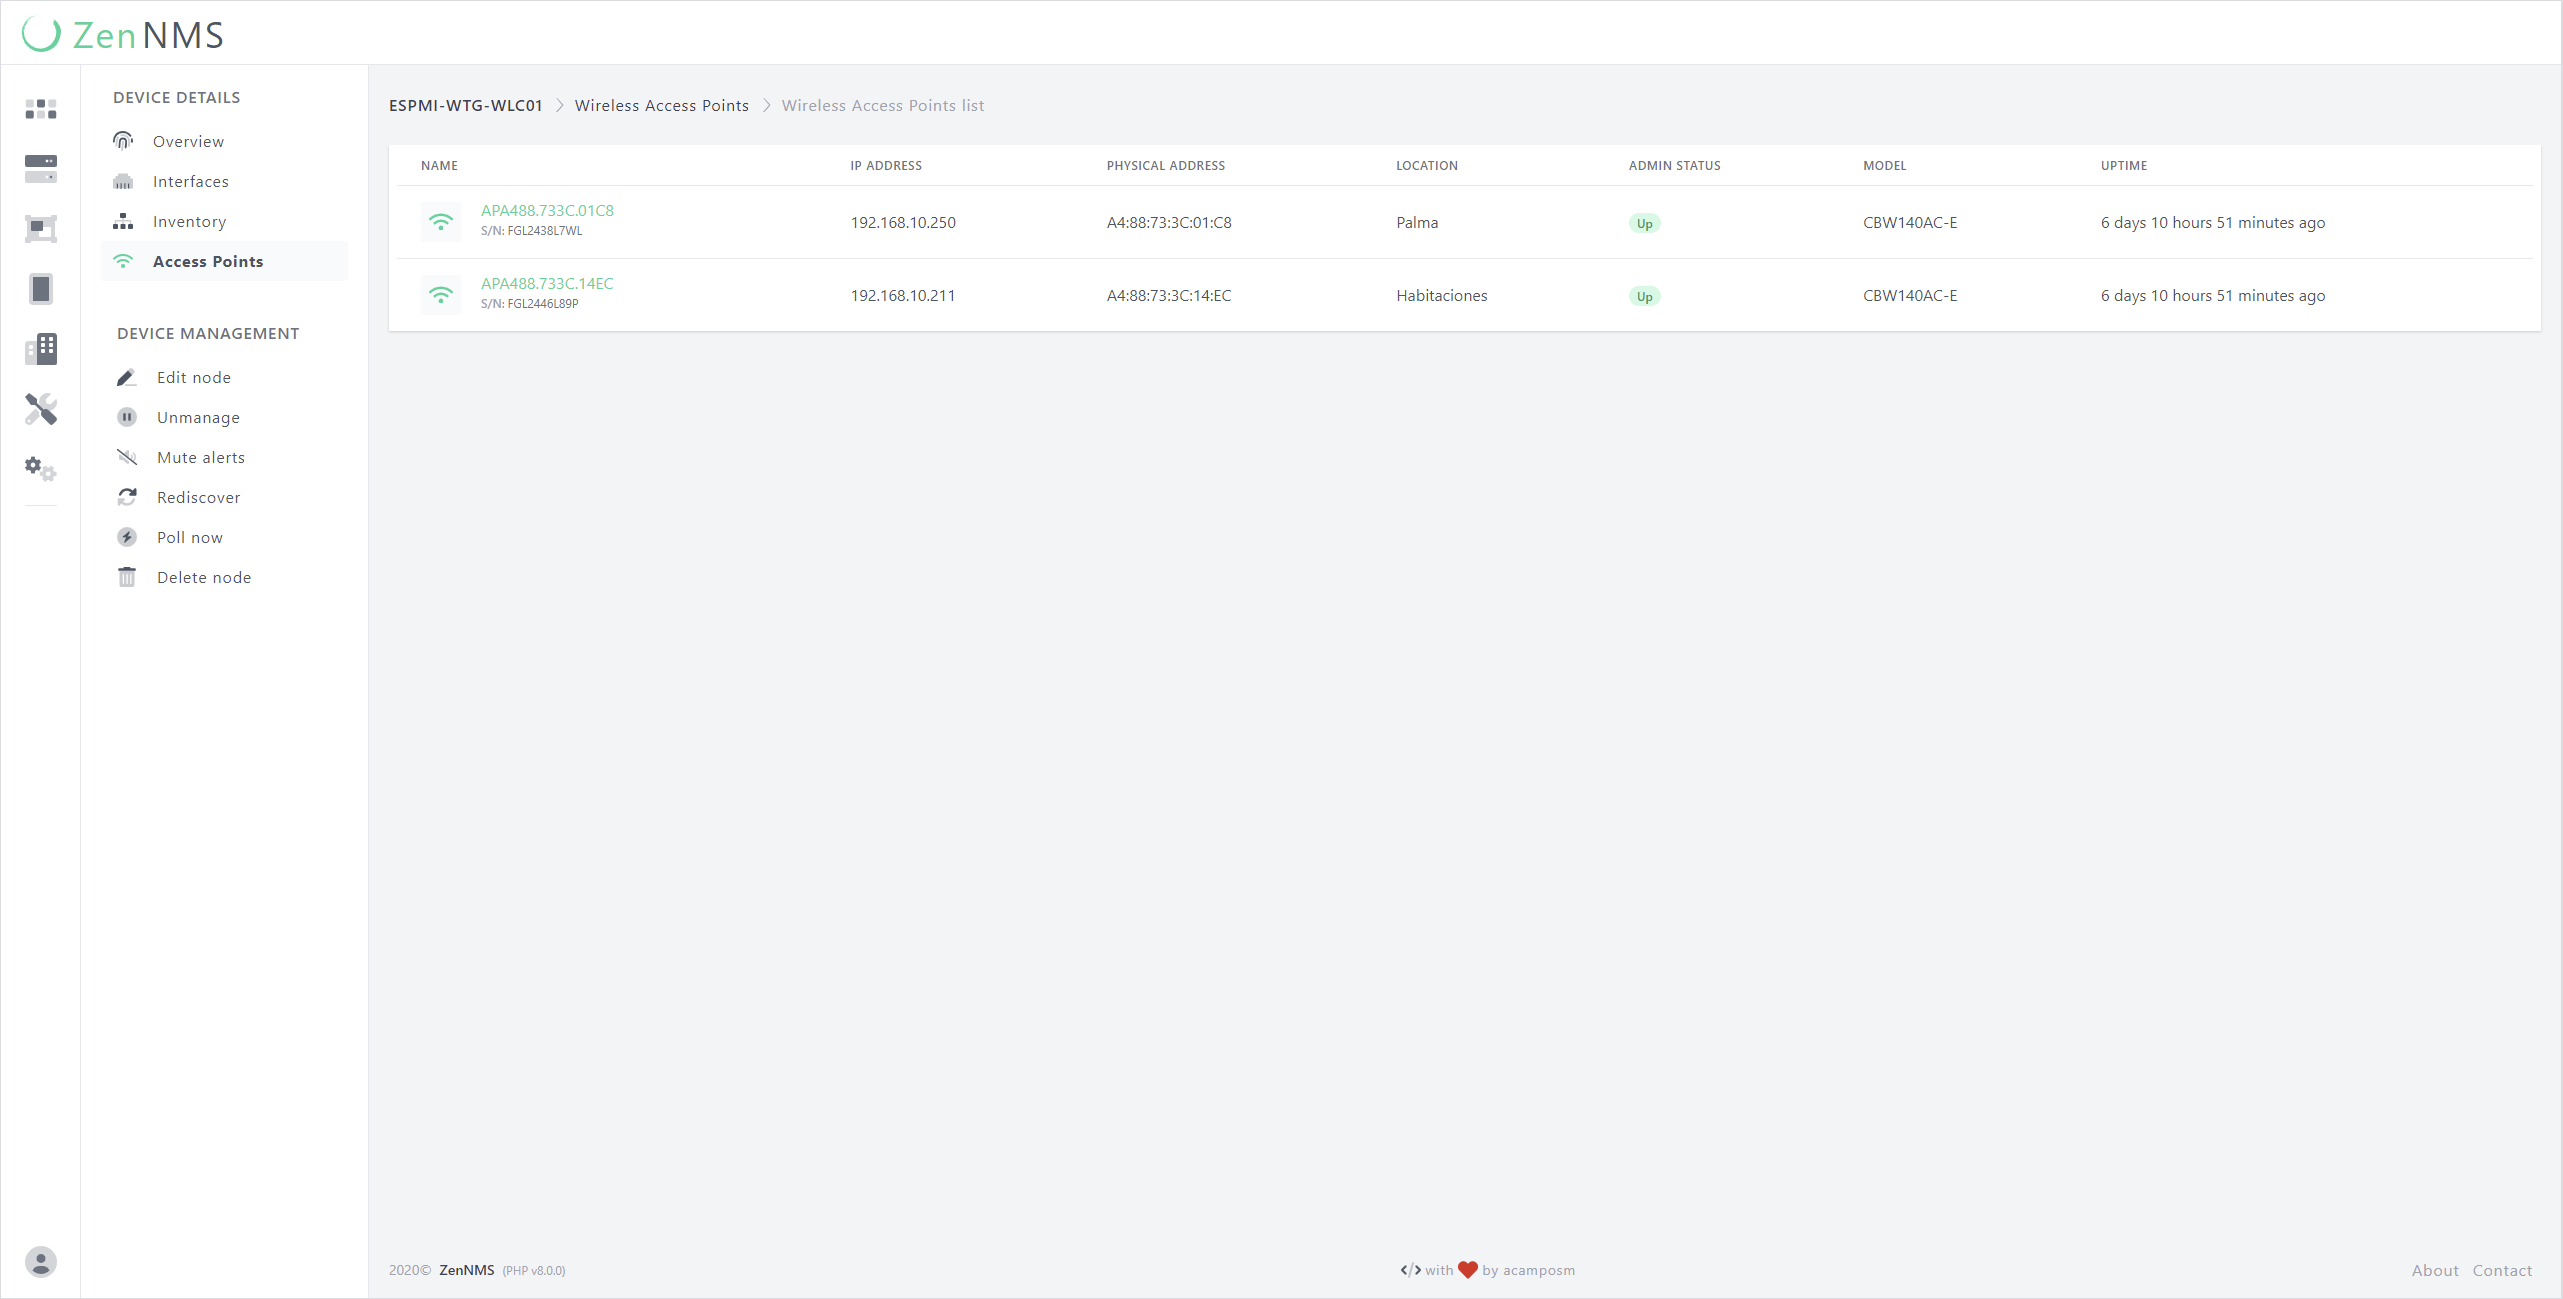 Zen NMS
DEVICE DETAILS
Overview
Interfaces
Inventory
Access Points
DEVICE MANAGEMENT
Edit node
Unmanage
Mute alerts
Rediscover
Poll now
Delete node
ESPMI-WTG-WLC01 > Wireless Access Points > Wireless Access Points list
NAME IP ADDRESS PHYSICAL ADDRESS LOCATION ADMIN STATUS MODEL UPTIME
APA488.733C.01C8
S/N: FGL2438L7WL
192.168.10.250 A4:88:73:3C:01:C8 Palma Up CBW140AC-E 6 days 10 hours 51 minutes ago
APA488.733C.14EC
S/N: FGL2446L89P
192.168.10.211 A4:88:73:3C:14:EC Habitaciones Up CBW140AC-E 6 days 10 hours 51 minutes ago
2020© ZenNMS (PHP v8.0.0) </> with ❤ by acamposm About Contact